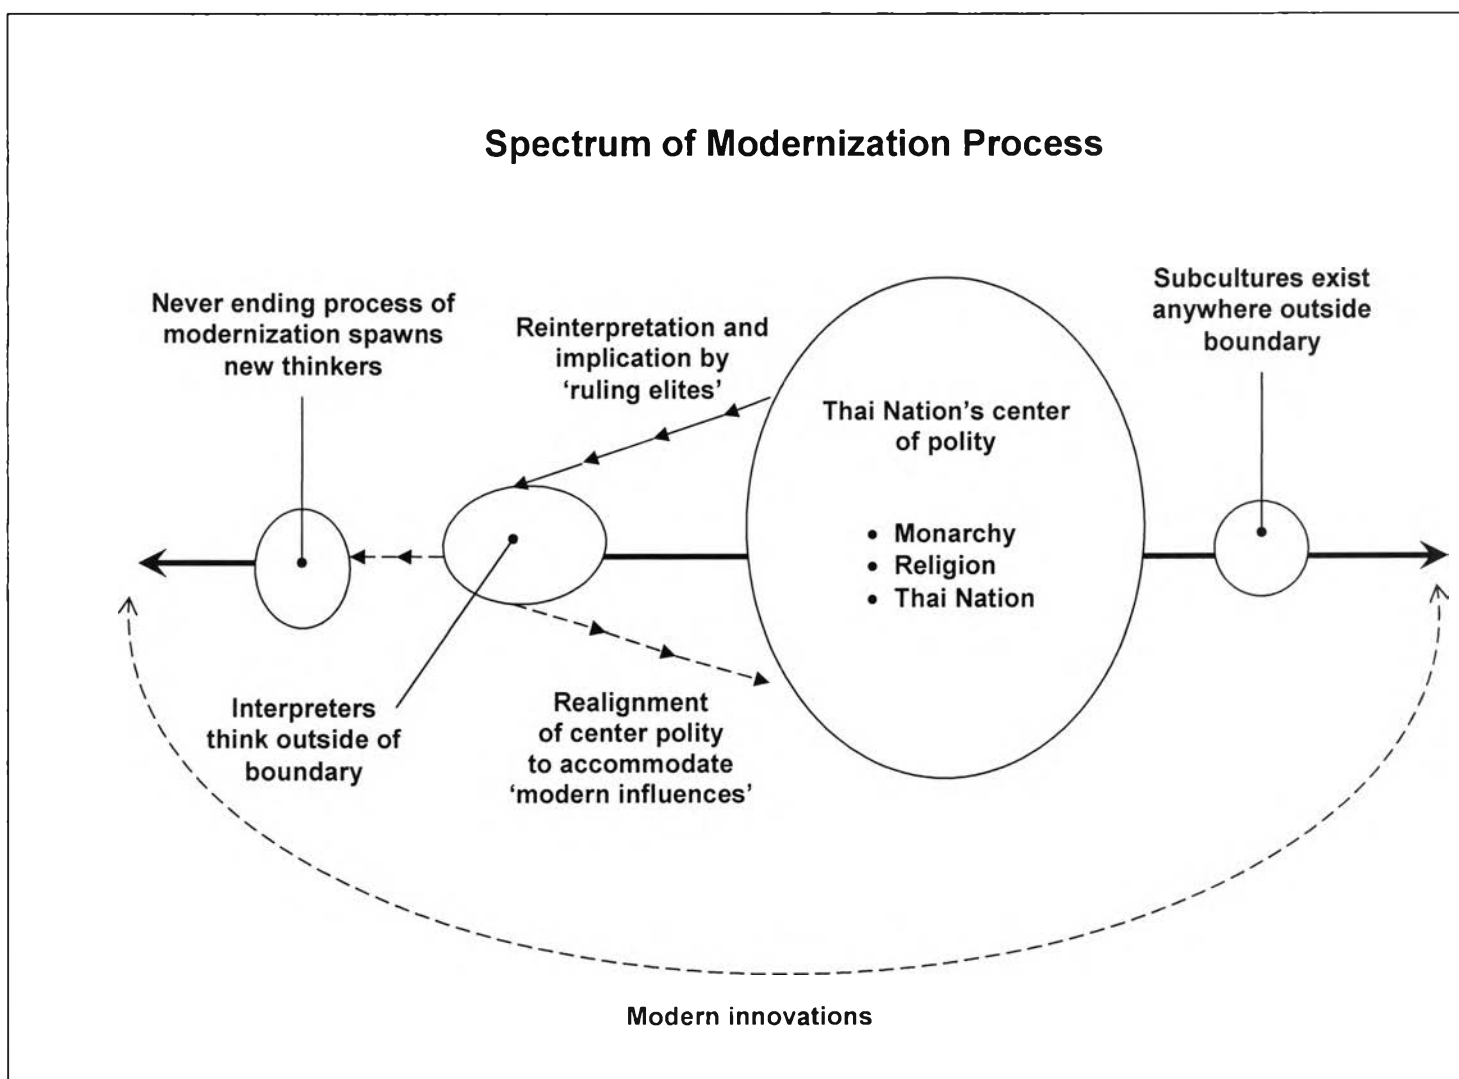 Spectrum of Modernization Process
Never ending process of
modernization spawns
new thinkers
Reinterpretation and
implication by
‘ruling elites’
Thai Nation’s center
of polity
• Monarchy
• Religion
• Thai Nation
Subcultures exist
anywhere outside
boundary
Interpreters
think outside of
boundary
Realignment
of center polity
to accommodate
‘modern influences’
Modern innovations